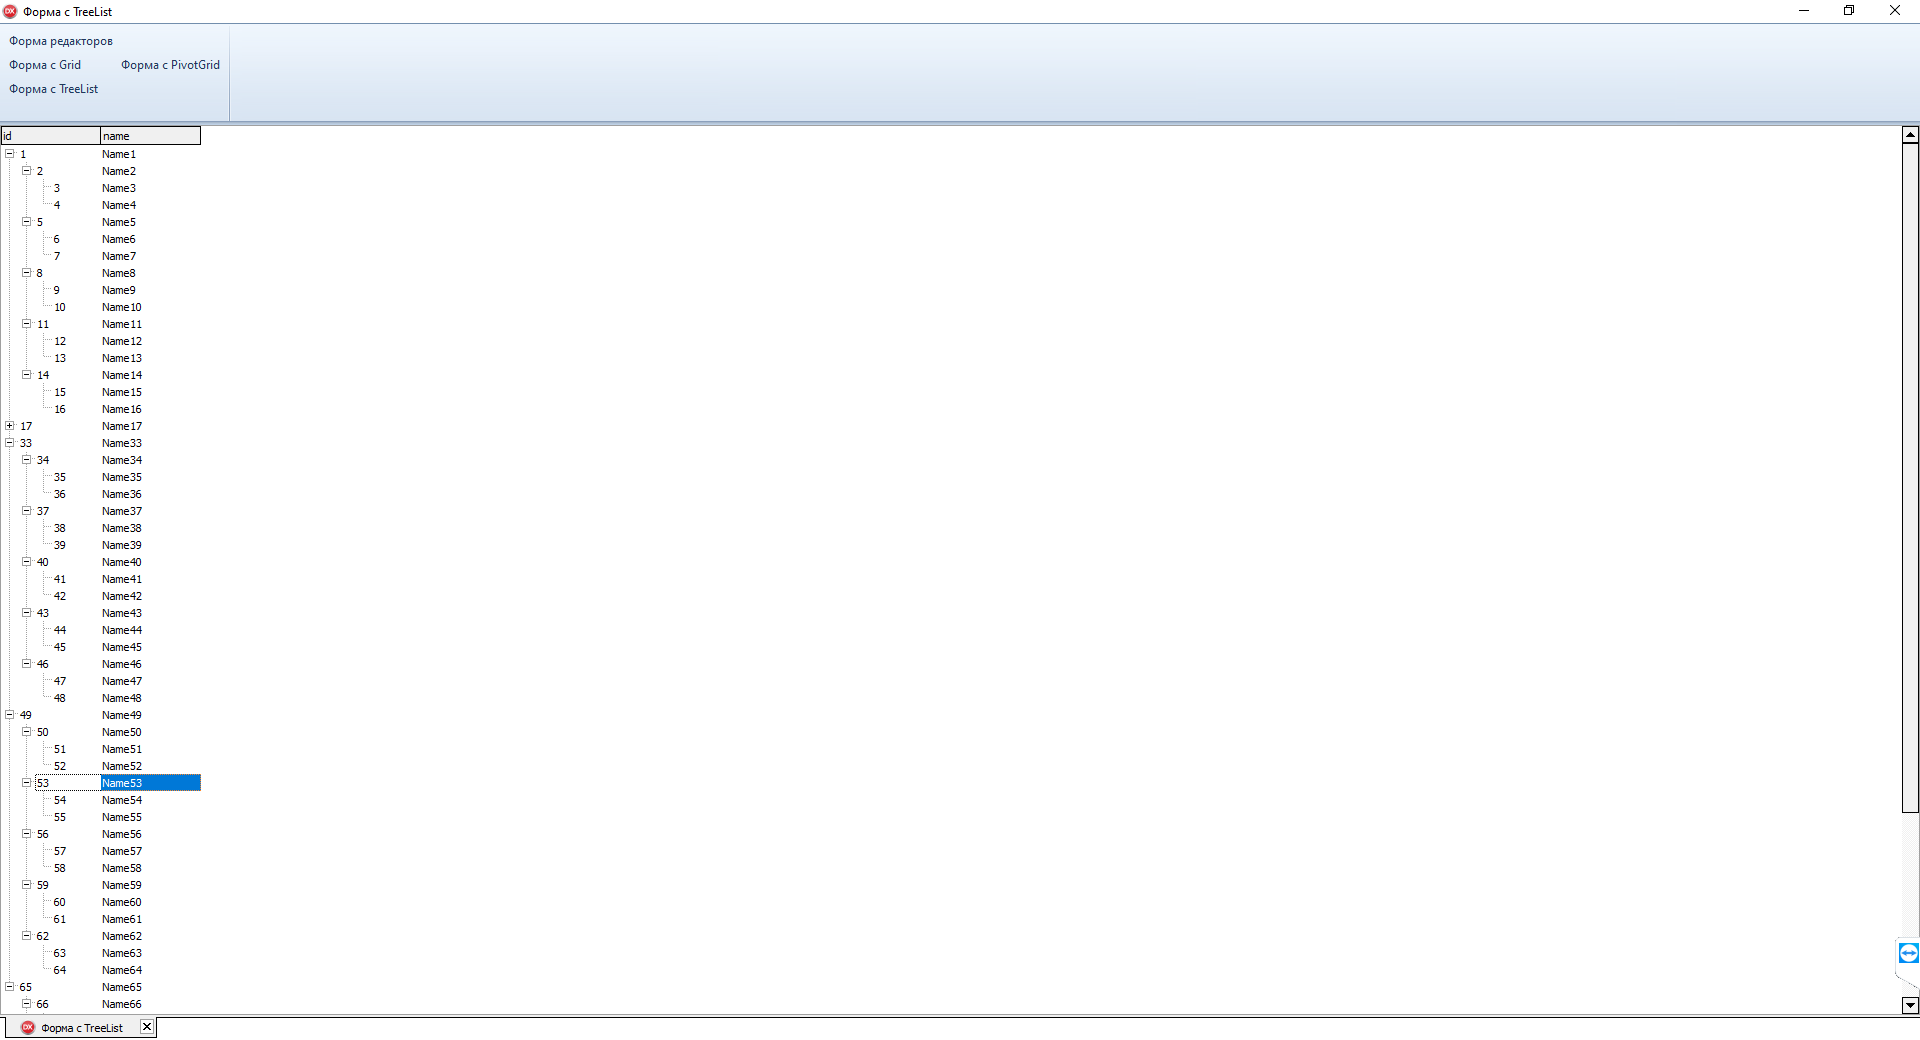 Форма с TreeList
Форма редакторов
Форма с Grid Форма с PivotGrid
Форма с TreeList
id name
1 Name1
2 Name2
3 Name3
4 Name4
5 Name5
6 Name6
7 Name7
8 Name8
9 Name9
10 Name10
11 Name11
12 Name12
13 Name13
14 Name14
15 Name15
16 Name16
17 Name17
33 Name33
34 Name34
35 Name35
36 Name36
37 Name37
38 Name38
39 Name39
40 Name40
41 Name41
42 Name42
43 Name43
44 Name44
45 Name45
46 Name46
47 Name47
48 Name48
49 Name49
50 Name50
51 Name51
52 Name52
53 Name53
54 Name54
55 Name55
56 Name56
57 Name57
58 Name58
59 Name59
60 Name60
61 Name61
62 Name62
63 Name63
64 Name64
65 Name65
66 Name66
DX Форма с TreeList